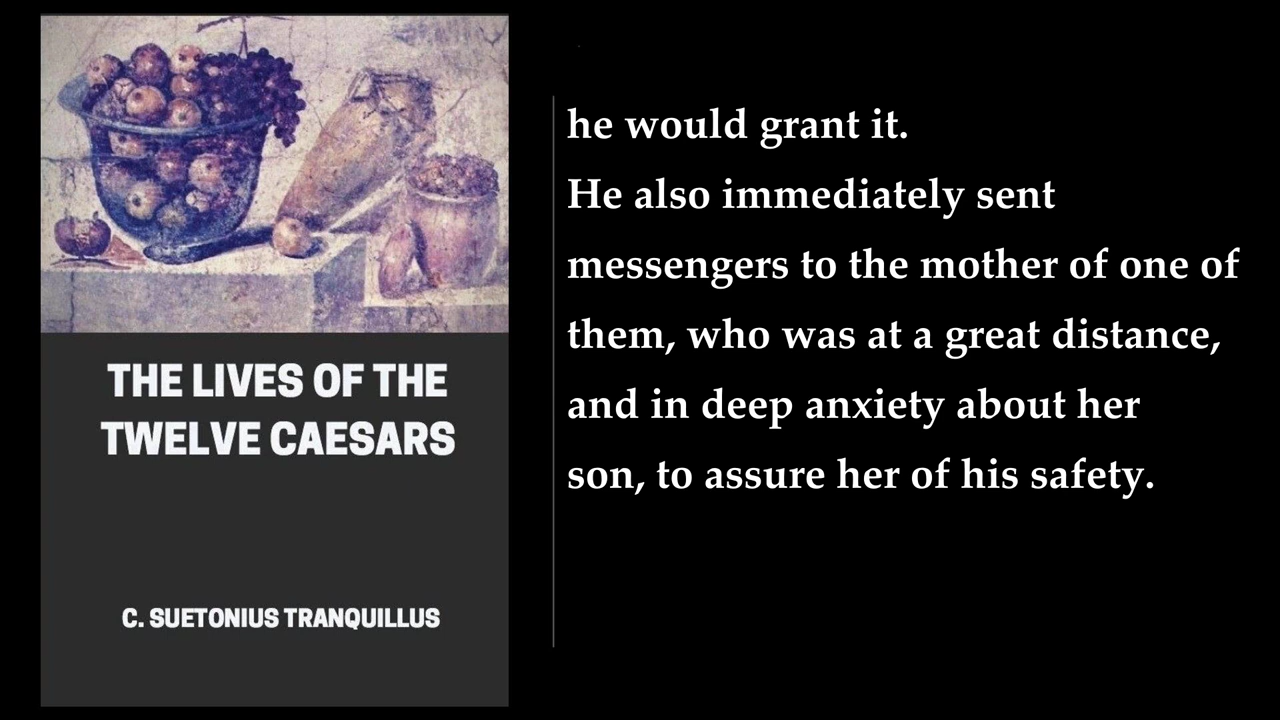 THE LIVES OF THE
TWELVE CAESARS
C. SUETONIUS TRANQUILLUS
he would grant it.
He also immediately sent
messengers to the mother of one of
them, who was at a great distance,
and in deep anxiety about her
son, to assure her of his safety.